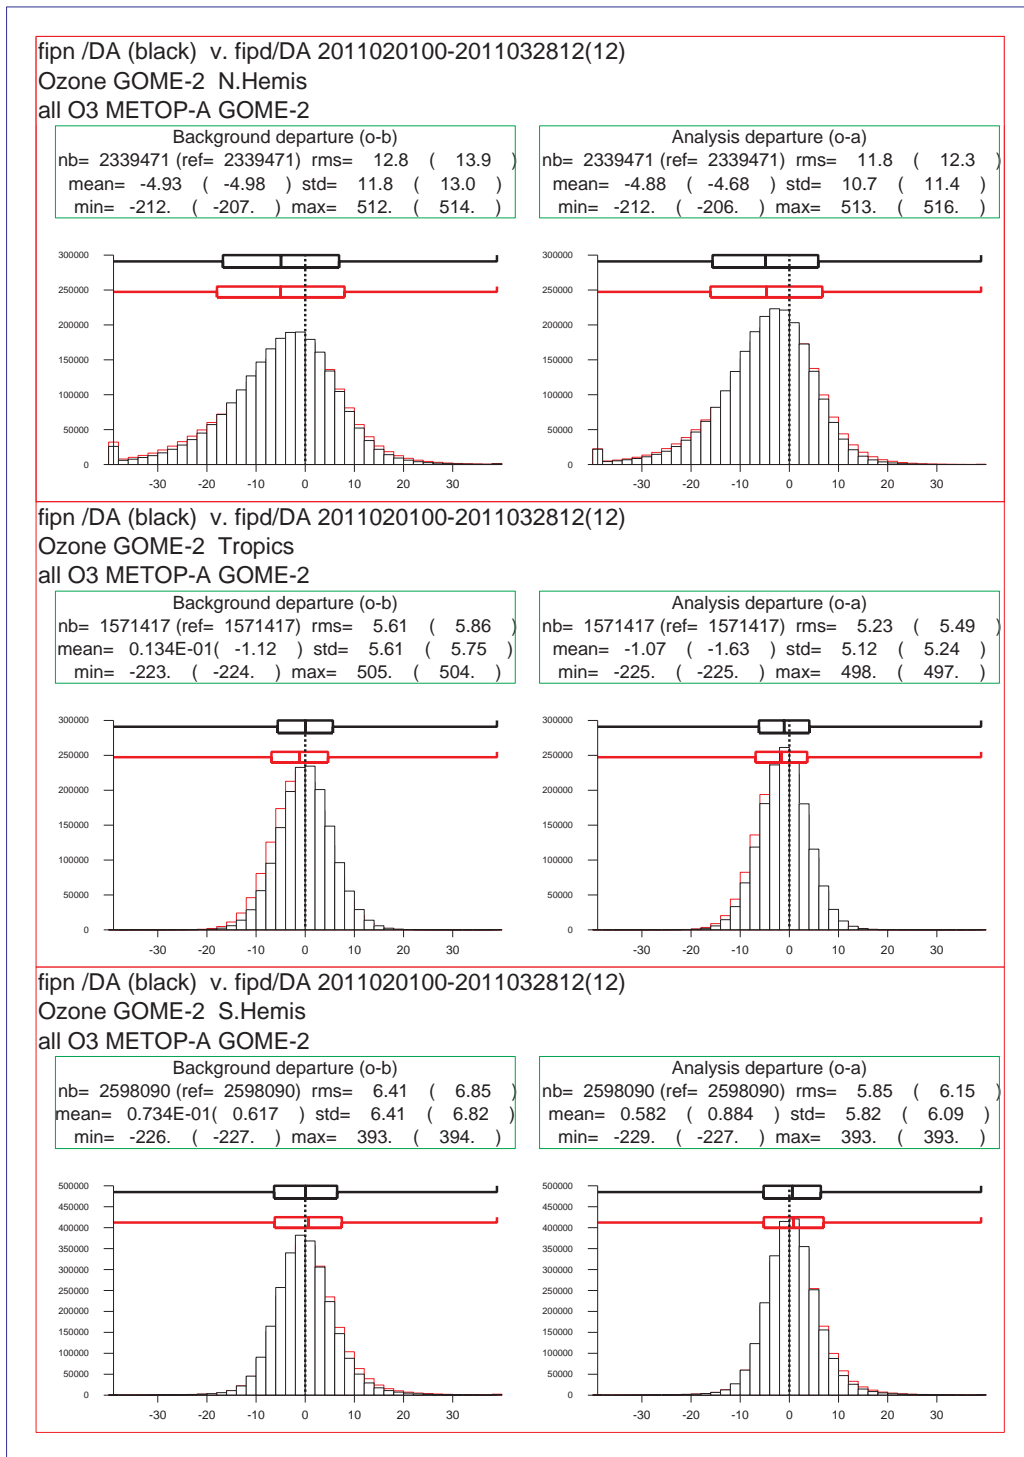 fipn /DA (black) v. fipd/DA 2011020100-2011032812(12)
Ozone GOME-2 N.Hemis
all O3 METOP-A GOME-2
Background departure (o-b)
nb= 2339471 (ref= 2339471) rms= 12.8 ( 13.9 )
mean= -4.93 ( -4.98 ) std= 11.8 ( 13.0 )
min= -212. ( -207. ) max= 512. ( 514. )
Analysis departure (o-a)
nb= 2339471 (ref= 2339471) rms= 11.8 ( 12.3 )
mean= -4.88 ( -4.68 ) std= 10.7 ( 11.4 )
min= -212. ( -206. ) max= 513. ( 516. )
300000
250000
200000
150000
100000
50000
0
-30 -20 -10 0 10 20 30
300000
250000
200000
150000
100000
50000
0
-30 -20 -10 0 10 20 30
fipn /DA (black) v. fipd/DA 2011020100-2011032812(12)
Ozone GOME-2 Tropics
all O3 METOP-A GOME-2
Background departure (o-b)
nb= 1571417 (ref= 1571417) rms= 5.61 ( 5.86 )
mean= 0.134E-01( -1.12 ) std= 5.61 ( 5.75 )
min= -223. ( -224. ) max= 505. ( 504. )
Analysis departure (o-a)
nb= 1571417 (ref= 1571417) rms= 5.23 ( 5.49 )
mean= -1.07 ( -1.63 ) std= 5.12 ( 5.24 )
min= -225. ( -225. ) max= 498. ( 497. )
300000
250000
200000
150000
100000
50000
0
-30 -20 -10 0 10 20 30
300000
250000
200000
150000
100000
50000
0
-30 -20 -10 0 10 20 30
fipn /DA (black) v. fipd/DA 2011020100-2011032812(12)
Ozone GOME-2 S.Hemis
all O3 METOP-A GOME-2
Background departure (o-b)
nb= 2598090 (ref= 2598090) rms= 6.41 ( 6.85 )
mean= 0.734E-01( 0.617 ) std= 6.41 ( 6.82 )
min= -226. ( -227. ) max= 393. ( 394. )
Analysis departure (o-a)
nb= 2598090 (ref= 2598090) rms= 5.85 ( 6.15 )
mean= 0.582 ( 0.884 ) std= 5.82 ( 6.09 )
min= -229. ( -227. ) max= 393. ( 393. )
500000
450000
400000
350000
300000
250000
200000
150000
100000
50000
0
-30 -20 -10 0 10 20 30
500000
450000
400000
350000
300000
250000
200000
150000
100000
50000
0
-30 -20 -10 0 10 20 30